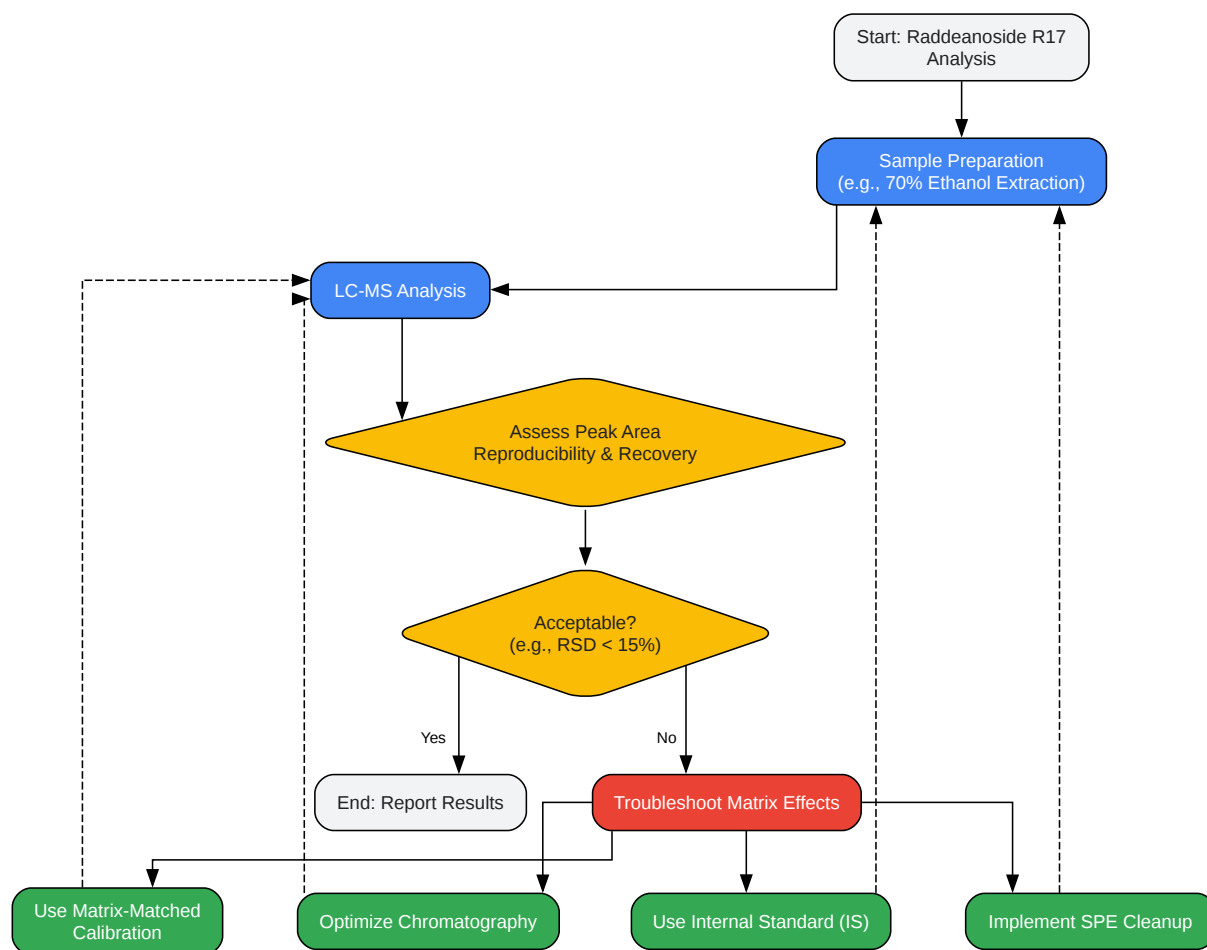 Start: Raddeanoside R17
Analysis
Sample Preparation
(e.g., 70% Ethanol Extraction)
LC-MS Analysis
Assess Peak Area
Reproducibility & Recovery
Acceptable?
(e.g., RSD < 15%)
Yes
No
End: Report Results
Troubleshoot Matrix Effects
Use Matrix-Matched
Calibration
Optimize Chromatography
Use Internal Standard (IS)
Implement SPE Cleanup